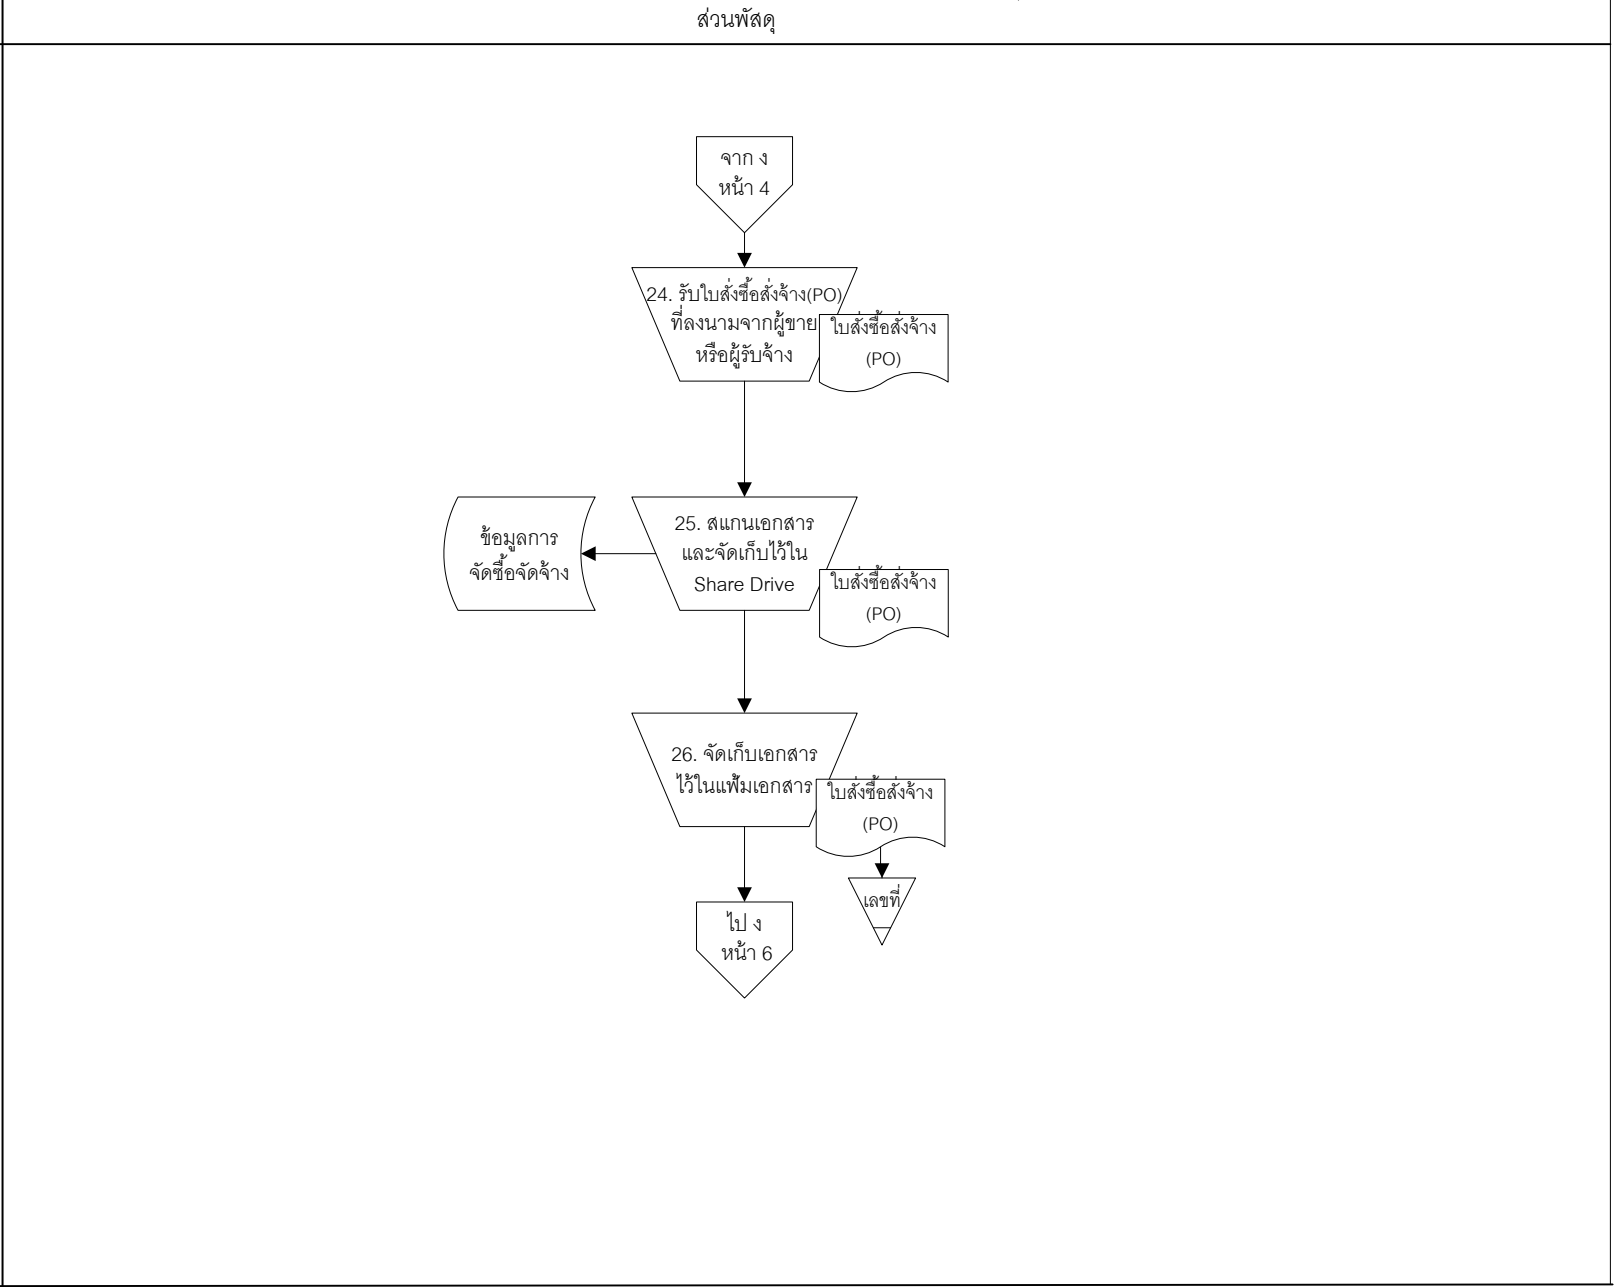 ส่วนพัสดุ
จาก ง
หน้า 4
24. รับใบสั่งซื้อสั่งจ้าง(PO)
ที่ลงนามจากผู้ขาย
หรือผู้รับจ้าง
ใบสั่งซื้อสั่งจ้าง
(PO)
25. สแกนเอกสาร
และจัดเก็บไว้ใน
Share Drive
ข้อมูลการ
จัดซื้อจัดจ้าง
ใบสั่งซื้อสั่งจ้าง
(PO)
26. จัดเก็บเอกสาร
ไว้ในแฟ้มเอกสาร
ใบสั่งซื้อสั่งจ้าง
(PO)
เลขที่
ไป ง
หน้า 6